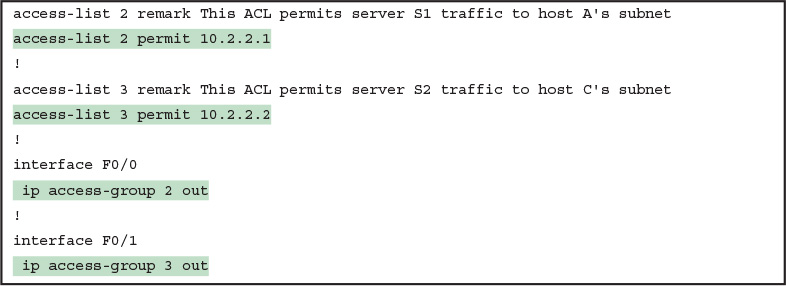 access-list 2 remark This ACL permits server S1 traffic to host A's subnet
access-list 2 permit 10.2.2.1
!
access-list 3 remark This ACL permits server S2 traffic to host C's subnet
access-list 3 permit 10.2.2.2
!
interface F0/0
 ip access-group 2 out
!
interface F0/1
 ip access-group 3 out